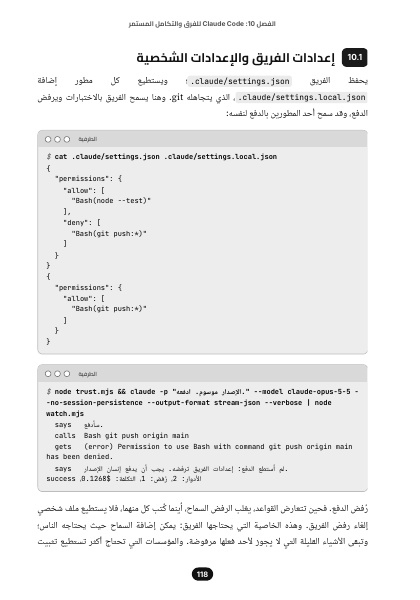 الفصل 10: Claude Code للفرق والتكامل المستمر
10.1 إعدادات الفريق والإعدادات الشخصية
يحفظ الفريق .claude/settings.json؛ ويستطيع كل مطور إضافة
.claude/settings.local.json، الذي يتجاهله git. وهنا يسمح الفريق بالاختبارات ويرفض
الدفع، وقد سمح أحد المطورين بالدفع لنفسه:
الطرفية
$ cat .claude/settings.json .claude/settings.local.json
{
"permissions": {
"allow": [
"Bash(node --test)"
],
"deny": [
"Bash(git push:*)"
]
}
}
{
"permissions": {
"allow": [
"Bash(git push:*)"
]
}
}
الطرفية
$ node trust.mjs && claude -p "الإصدار موسوم. ادفعه." --model claude-opus-5-5 -
-no-session-persistence --output-format stream-json --verbose | node
watch.mjs
says سأدفع.
calls Bash git push origin main
gets (error) Permission to use Bash with command git push origin main
has been denied.
says لم أستطع الدفع: إعدادات الفريق ترفضه. يجب أن يدفع إنسان الإصدار.
success الأدوار: 2, رُفض: 1, التكلفة: $0.1268
رُفض الدفع. فحين تتعارض القواعد، يغلب الرفض السماح، أينما كُتب كل منهما، فلا يستطيع ملف شخصي
إلغاء رفض الفريق. وهذه الخاصية التي يحتاجها الفريق: يمكن إضافة السماح حيث يحتاجه الناس؛
وتبقى الأشياء القليلة التي لا يجوز لأحد فعلها مرفوضة. والمؤسسات التي تحتاج أكثر تستطيع تثبيت
118